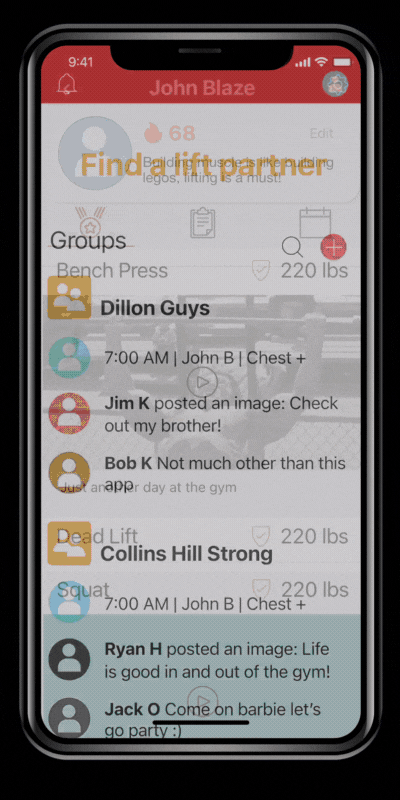 9:41
John Blaze
68
Edit
Building muscle is like building
legos, lifting is a must!
Find a lift partner
Groups
Bench Press 220 lbs
Dillon Guys
7:00 AM | John B | Chest +
Jim K posted an image: Check
out my brother!
Bob K Not much other than this
app
Just another day at the gym
Dead Lift 220 lbs
Collins Hill Strong
Squat 220 lbs
7:00 AM | John B | Chest +
Ryan H posted an image: Life
is good in and out of the gym!
Jack O Come on barbie let's
go party :)